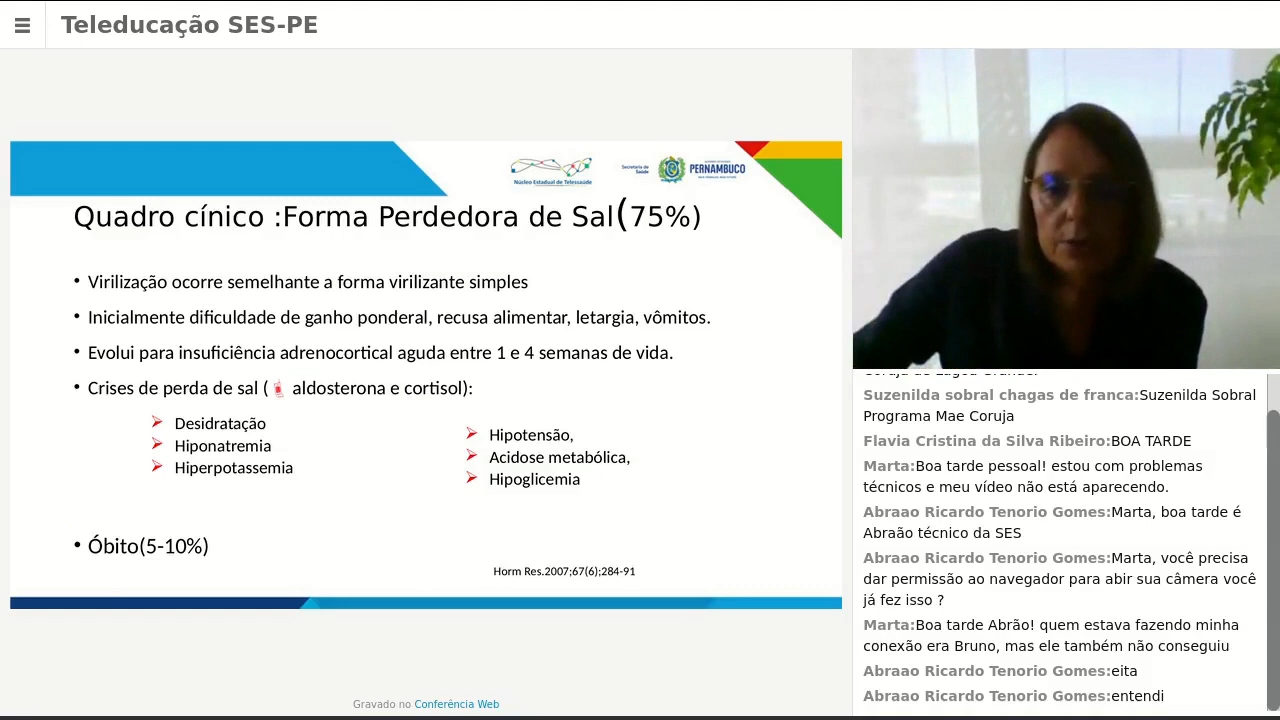 Teleducação SES-PE
Núcleo Estadual de Telessaúde
Secretaria de
Saúde
PERNAMBUCO
Quadro cínico :Forma Perdedora de Sal(75%)
• Virilização ocorre semelhante a forma virilizante simples
• Inicialmente dificuldade de ganho ponderal, recusa alimentar, letargia, vômitos.
• Evolui para insuficiência adrenocortical aguda entre 1 e 4 semanas de vida.
• Crises de perda de sal ( aldosterona e cortisol):
Desidratação
Hiponatremia
Hiperpotassemia
Hipotensão,
Acidose metabólica,
Hipoglicemia
• Óbito(5-10%)
Horm Res.2007;67(6);284-91
Gravado no Conferência Web
Suzenilda sobral chagas de franca:Suzenilda Sobral
Programa Mae Coruja
Flavia Cristina da Silva Ribeiro:BOA TARDE
Marta:Boa tarde pessoal! estou com problemas
técnicos e meu vídeo não está aparecendo.
Abraao Ricardo Tenorio Gomes:Marta, boa tarde é
Abraão técnico da SES
Abraao Ricardo Tenorio Gomes:Marta, você precisa
dar permissão ao navegador para abir sua câmera você
já fez isso ?
Marta:Boa tarde Abrão! quem estava fazendo minha
conexão era Bruno, mas ele também não conseguiu
Abraao Ricardo Tenorio Gomes:eita
Abraao Ricardo Tenorio Gomes:entendi